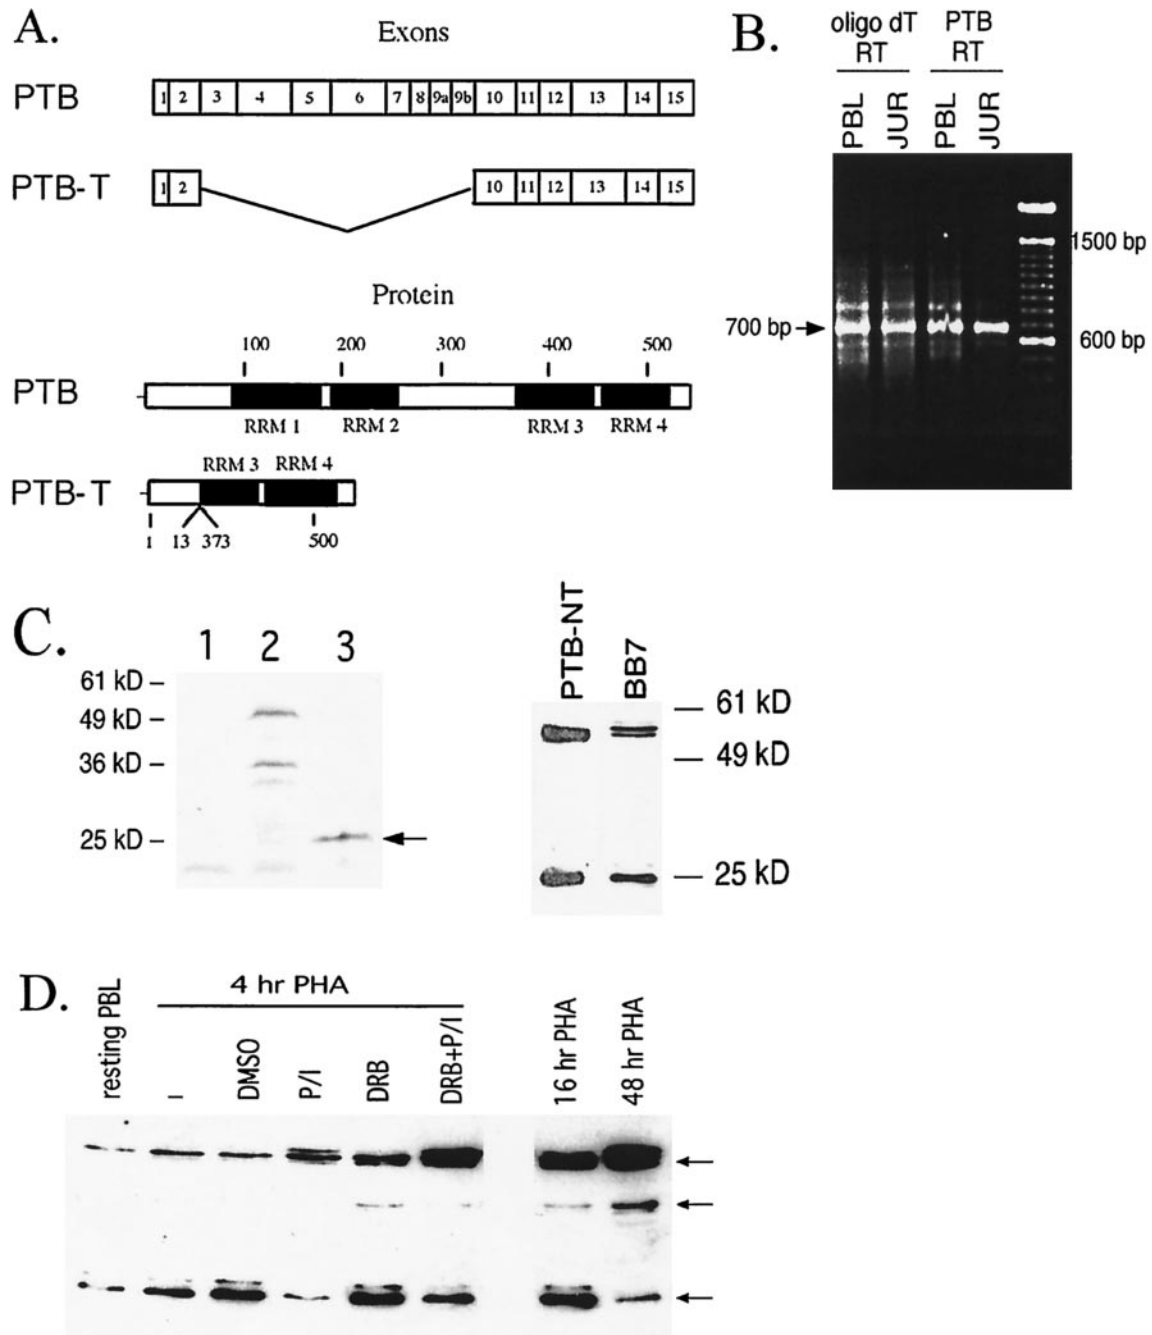 A.
Exons
PTB
1 2 3 4 5 6 7 8 9a 9b 10 11 12 13 14 15
PTB-T
1 2 10 11 12 13 14 15
Protein
100 200 300 400 500
PTB
RRM 1 RRM 2 RRM 3 RRM 4
RRM 3 RRM 4
PTB-T
1 13 373 500
B.
oligo dT RT
PTB RT
PBL JUR PBL JUR
1500 bp
700 bp
600 bp
C.
1 2 3
61 kD –
49 kD –
36 kD –
25 kD –
PTB-NT BB7
— 61 kD
— 49 kD
— 25 kD
D.
4 hr PHA
resting PBL – DMSO P/I DRB DRB+P/I 16 hr PHA 48 hr PHA